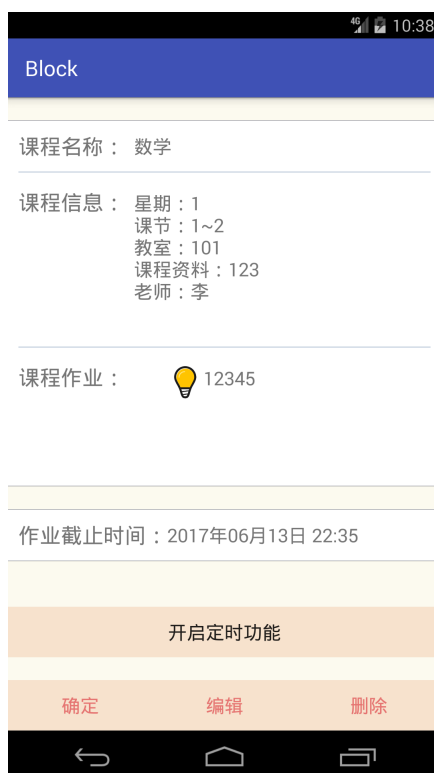 4G 10:38
Block
课程名称： 数学
课程信息： 星期：1
课节：1~2
教室：101
课程资料：123
老师：李
课程作业： 12345
作业截止时间：2017年06月13日 22:35
开启定时功能
确定 编辑 删除